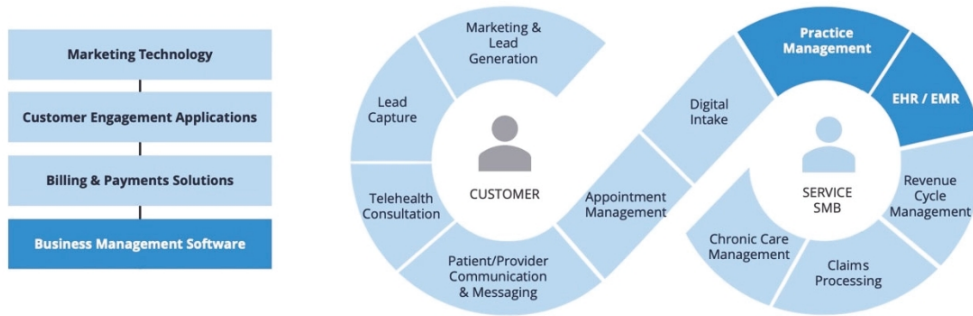 Marketing Technology
Customer Engagement Applications
Billing & Payments Solutions
Business Management Software
Marketing &
Lead
Generation
Lead
Capture
Telehealth
Consultation
Patient/Provider
Communication
& Messaging
CUSTOMER
Appointment
Management
Digital
Intake
Practice
Management
EHR / EMR
Revenue
Cycle
Management
Claims
Processing
Chronic Care
Management
SERVICE
SMB